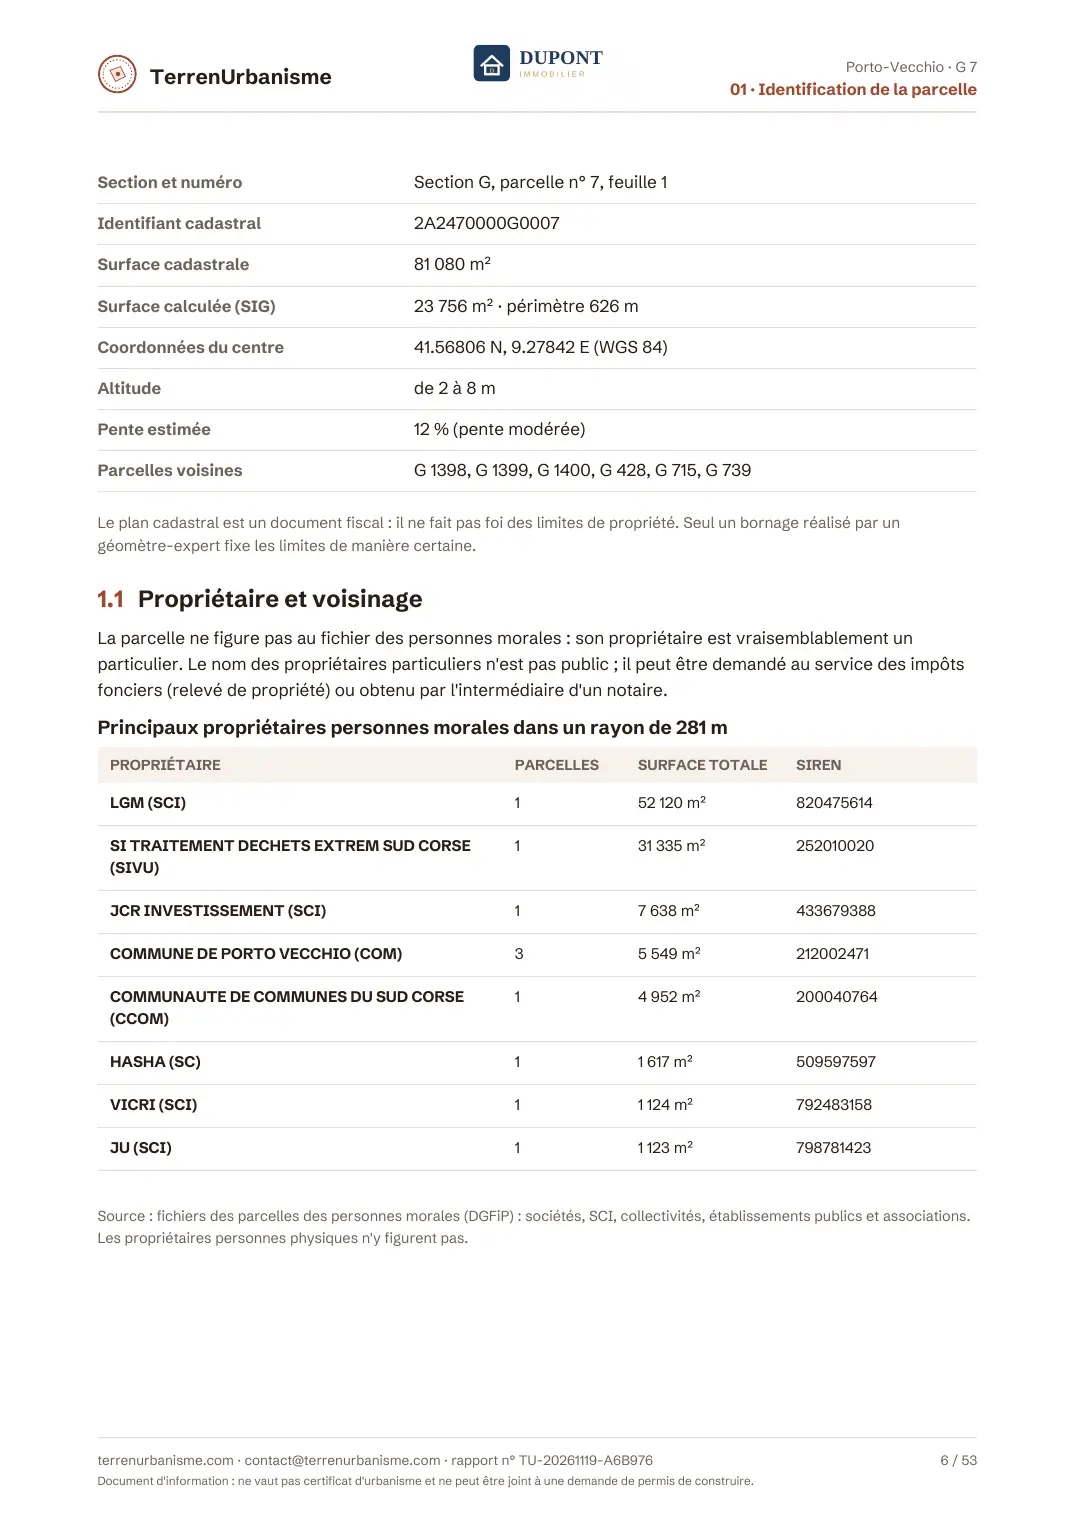 TerrenUrbanisme
DUPONT
IMMOBILIER
Porto-Vecchio · G 7
01 · Identification de la parcelle
Section et numéro Section G, parcelle n° 7, feuille 1
Identifiant cadastral 2A2470000G0007
Surface cadastrale 81 080 m²
Surface calculée (SIG) 23 756 m² · périmètre 626 m
Coordonnées du centre 41.56806 N, 9.27842 E (WGS 84)
Altitude de 2 à 8 m
Pente estimée 12 % (pente modérée)
Parcelles voisines G 1398, G 1399, G 1400, G 428, G 715, G 739
Le plan cadastral est un document fiscal : il ne fait pas foi des limites de propriété. Seul un bornage réalisé par un
géomètre-expert fixe les limites de manière certaine.
1.1 Propriétaire et voisinage
La parcelle ne figure pas au fichier des personnes morales : son propriétaire est vraisemblablement un
particulier. Le nom des propriétaires particuliers n'est pas public ; il peut être demandé au service des impôts
fonciers (relevé de propriété) ou obtenu par l'intermédiaire d'un notaire.
Principaux propriétaires personnes morales dans un rayon de 281 m
PROPRIÉTAIRE PARCELLES SURFACE TOTALE SIREN
LGM (SCI) 1 52 120 m² 820475614
SI TRAITEMENT DECHETS EXTREM SUD CORSE 1 31 335 m² 252010020
(SIVU)
JCR INVESTISSEMENT (SCI) 1 7 638 m² 433679388
COMMUNE DE PORTO VECCHIO (COM) 3 5 549 m² 212002471
COMMUNAUTE DE COMMUNES DU SUD CORSE 1 4 952 m² 200040764
(CCOM)
HASHA (SC) 1 1 617 m² 509597597
VICRI (SCI) 1 1 124 m² 792483158
JU (SCI) 1 1 123 m² 798781423
Source : fichiers des parcelles des personnes morales (DGFiP) : sociétés, SCI, collectivités, établissements publics et associations.
Les propriétaires personnes physiques n'y figurent pas.
terrenurbanisme.com · contact@terrenurbanisme.com · rapport n° TU-20261119-A6B976 6 / 53
Document d'information : ne vaut pas certificat d'urbanisme et ne peut être joint à une demande de permis de construire.